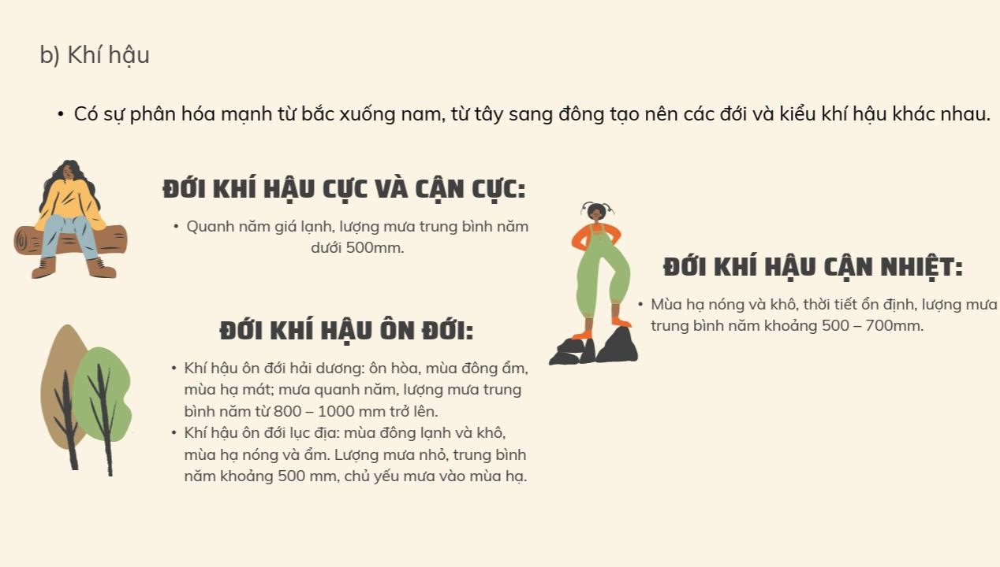 b) Khí hậu
• Có sự phân hóa mạnh từ bắc xuống nam, từ tây sang đông tạo nên các đới và kiểu khí hậu khác nhau.
ĐỚI KHÍ HẬU CỰC VÀ CẬN CỰC:
• Quanh năm giá lạnh, lượng mưa trung bình năm
dưới 500mm.
ĐỚI KHÍ HẬU ÔN ĐỚI:
• Khí hậu ôn đới hải dương: ôn hòa, mùa đông ẩm,
mùa hạ mát; mưa quanh năm, lượng mưa trung
bình năm từ 800 – 1000 mm trở lên.
• Khí hậu ôn đới lục địa: mùa đông lạnh và khô,
mùa hạ nóng và ẩm. Lượng mưa nhỏ, trung bình
năm khoảng 500 mm, chủ yếu mưa vào mùa hạ.
ĐỚI KHÍ HẬU CẬN NHIỆT:
• Mùa hạ nóng và khô, thời tiết ổn định, lượng mưa
trung bình năm khoảng 500 – 700mm.